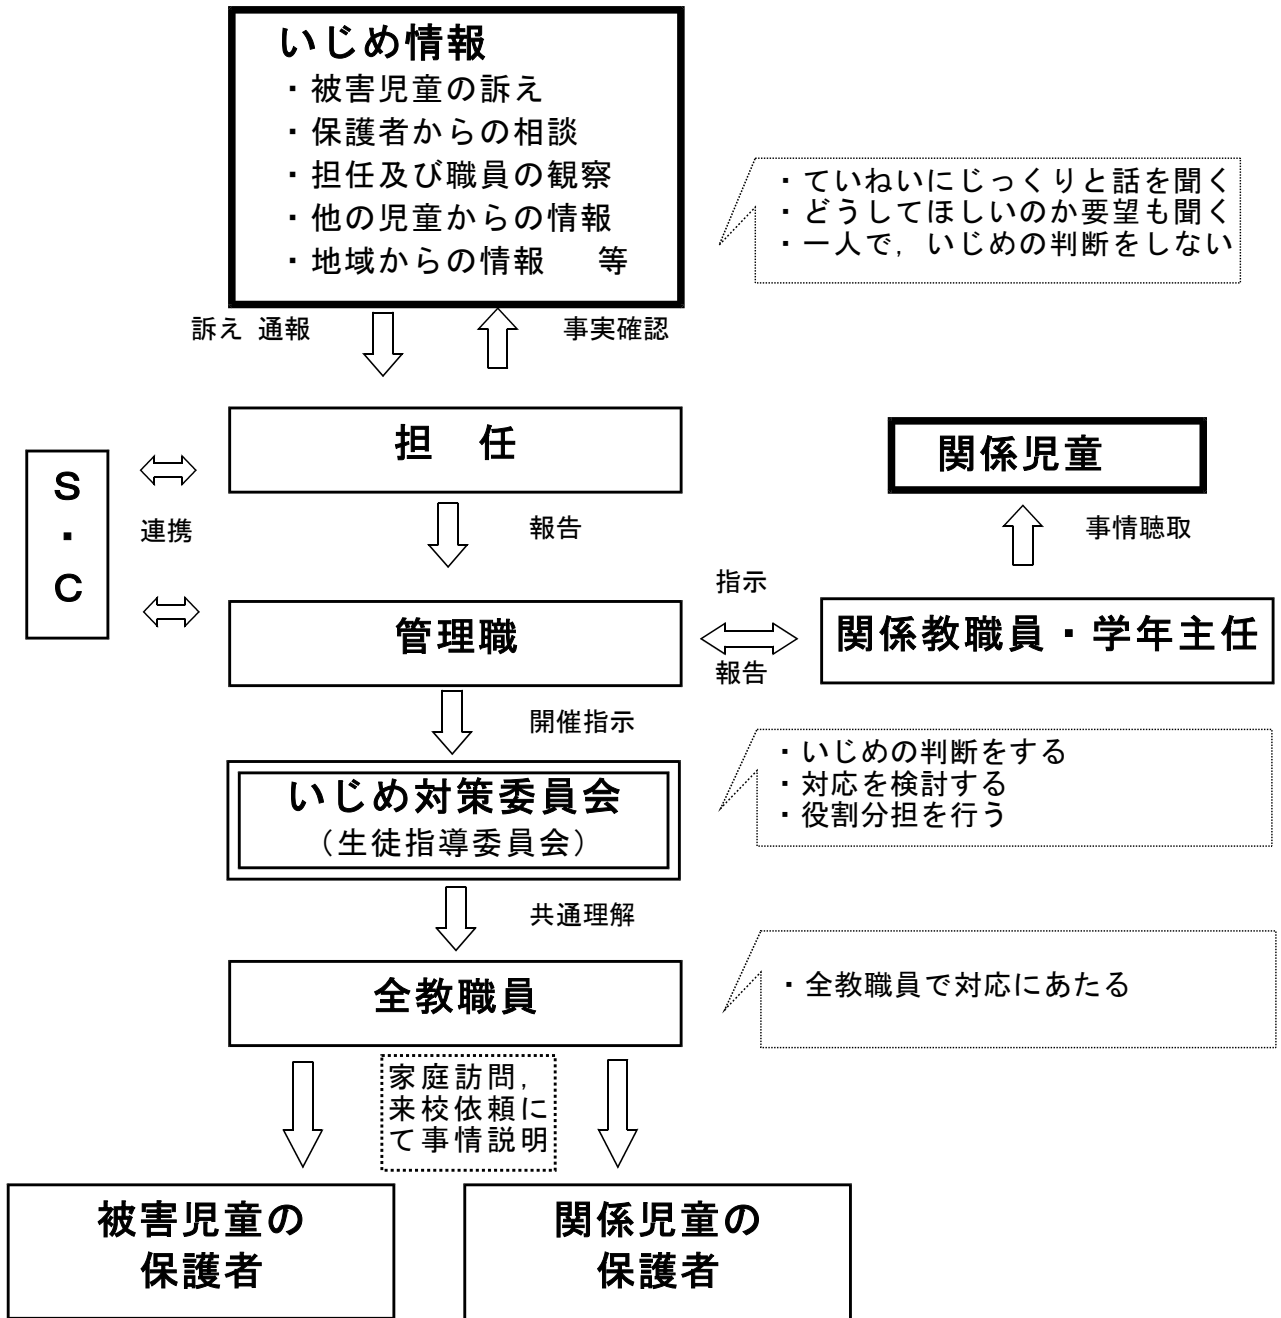 いじめ情報
・被害児童の訴え
・保護者からの相談
・担任及び職員の観察
・他の児童からの情報
・地域からの情報 等
・ていねいにじっくりと話を聞く
・どうしてほしいのか要望も聞く
・一人で，いじめの判断をしない
訴え 通報
事実確認
担 任
関係児童
S・C
連携
報告
事情聴取
指示
管理職
関係教職員・学年主任
報告
開催指示
・いじめの判断をする
・対応を検討する
・役割分担を行う
いじめ対策委員会
（生徒指導委員会）
共通理解
全教職員
・全教職員で対応にあたる
家庭訪問，
来校依頼に
て事情説明
被害児童の
保護者
関係児童の
保護者